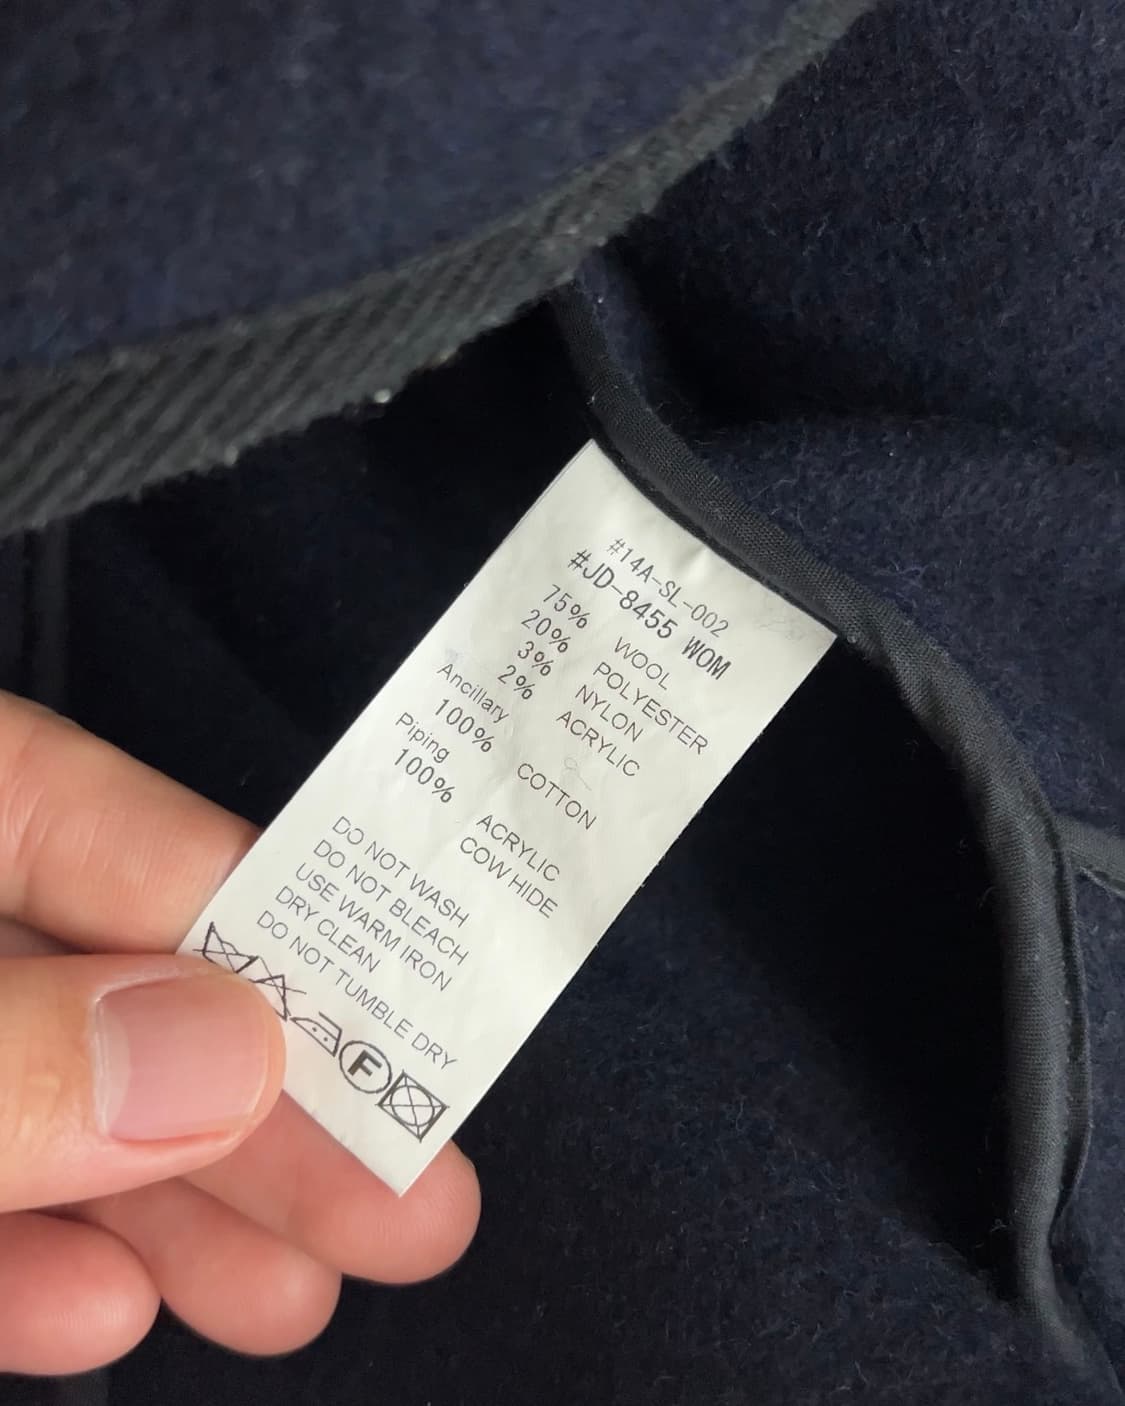 #14A-SL-002
#JD-8455 WOM
75% WOOL
20% POLYESTER
3% NYLON
2% ACRYLIC
Ancillary
100% COTTON
Piping
100% ACRYLIC
COW HIDE
DO NOT WASH
DO NOT BLEACH
USE WARM IRON
DRY CLEAN
DO NOT TUMBLE DRY
F